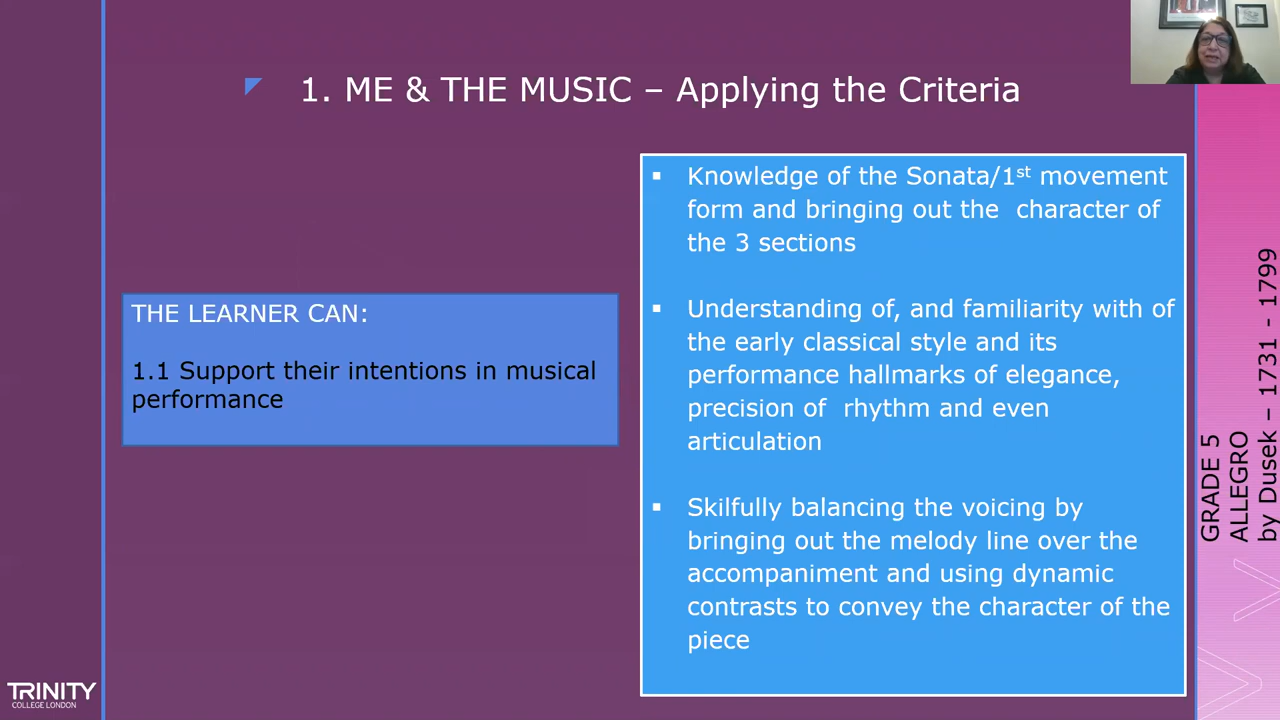 1. ME & THE MUSIC – Applying the Criteria
THE LEARNER CAN:
1.1 Support their intentions in musical
performance
▪ Knowledge of the Sonata/1st movement
form and bringing out the character of
the 3 sections
▪ Understanding of, and familiarity with of
the early classical style and its
performance hallmarks of elegance,
precision of rhythm and even
articulation
▪ Skilfully balancing the voicing by
bringing out the melody line over the
accompaniment and using dynamic
contrasts to convey the character of the
piece
GRADE 5
ALLEGRO
by Dusek – 1731 - 1799
TRINITY
COLLEGE LONDON